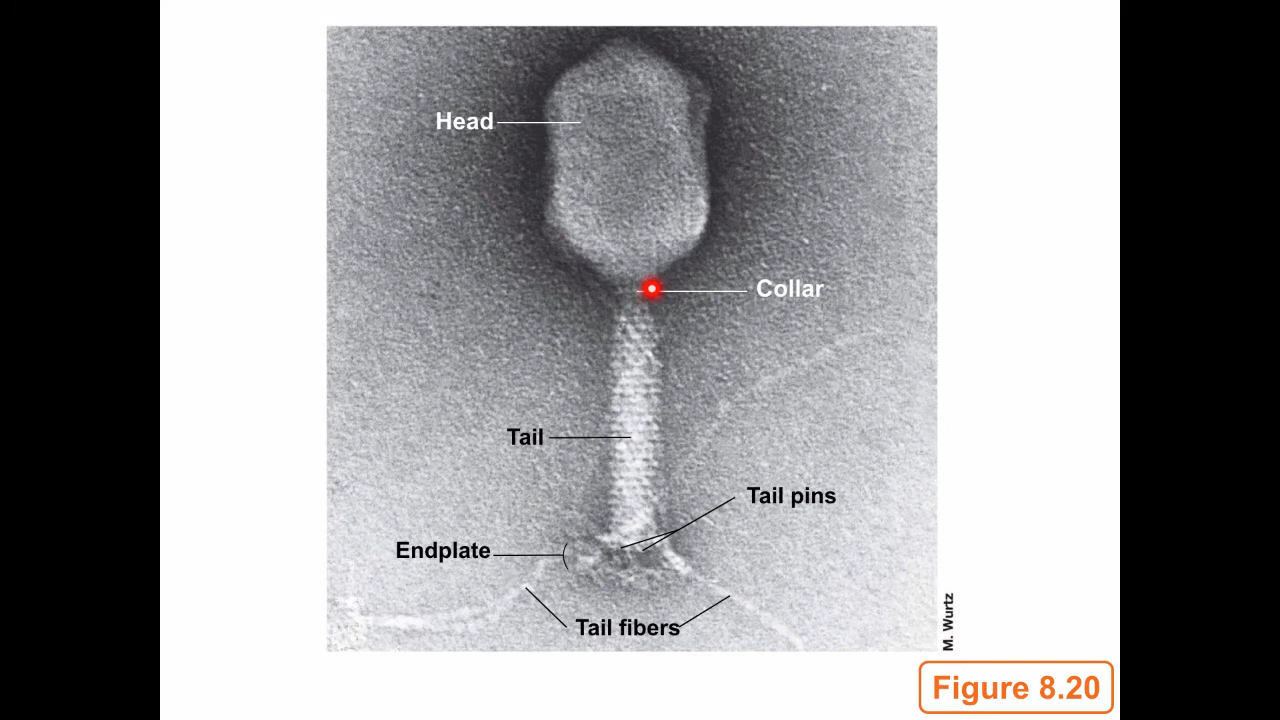 Head
Collar
Tail
Tail pins
Endplate
Tail fibers
M. Wurtz
Figure 8.20